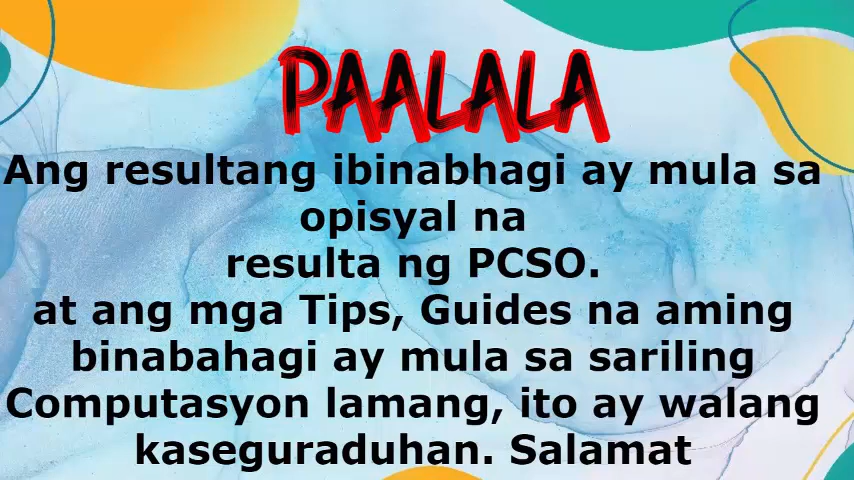 PAALALA
Ang resultang ibinabhagi ay mula sa
opisyal na
resulta ng PCSO.
at ang mga Tips, Guides na aming
binabahagi ay mula sa sariling
Computasyon lamang, ito ay walang
kaseguraduhan. Salamat